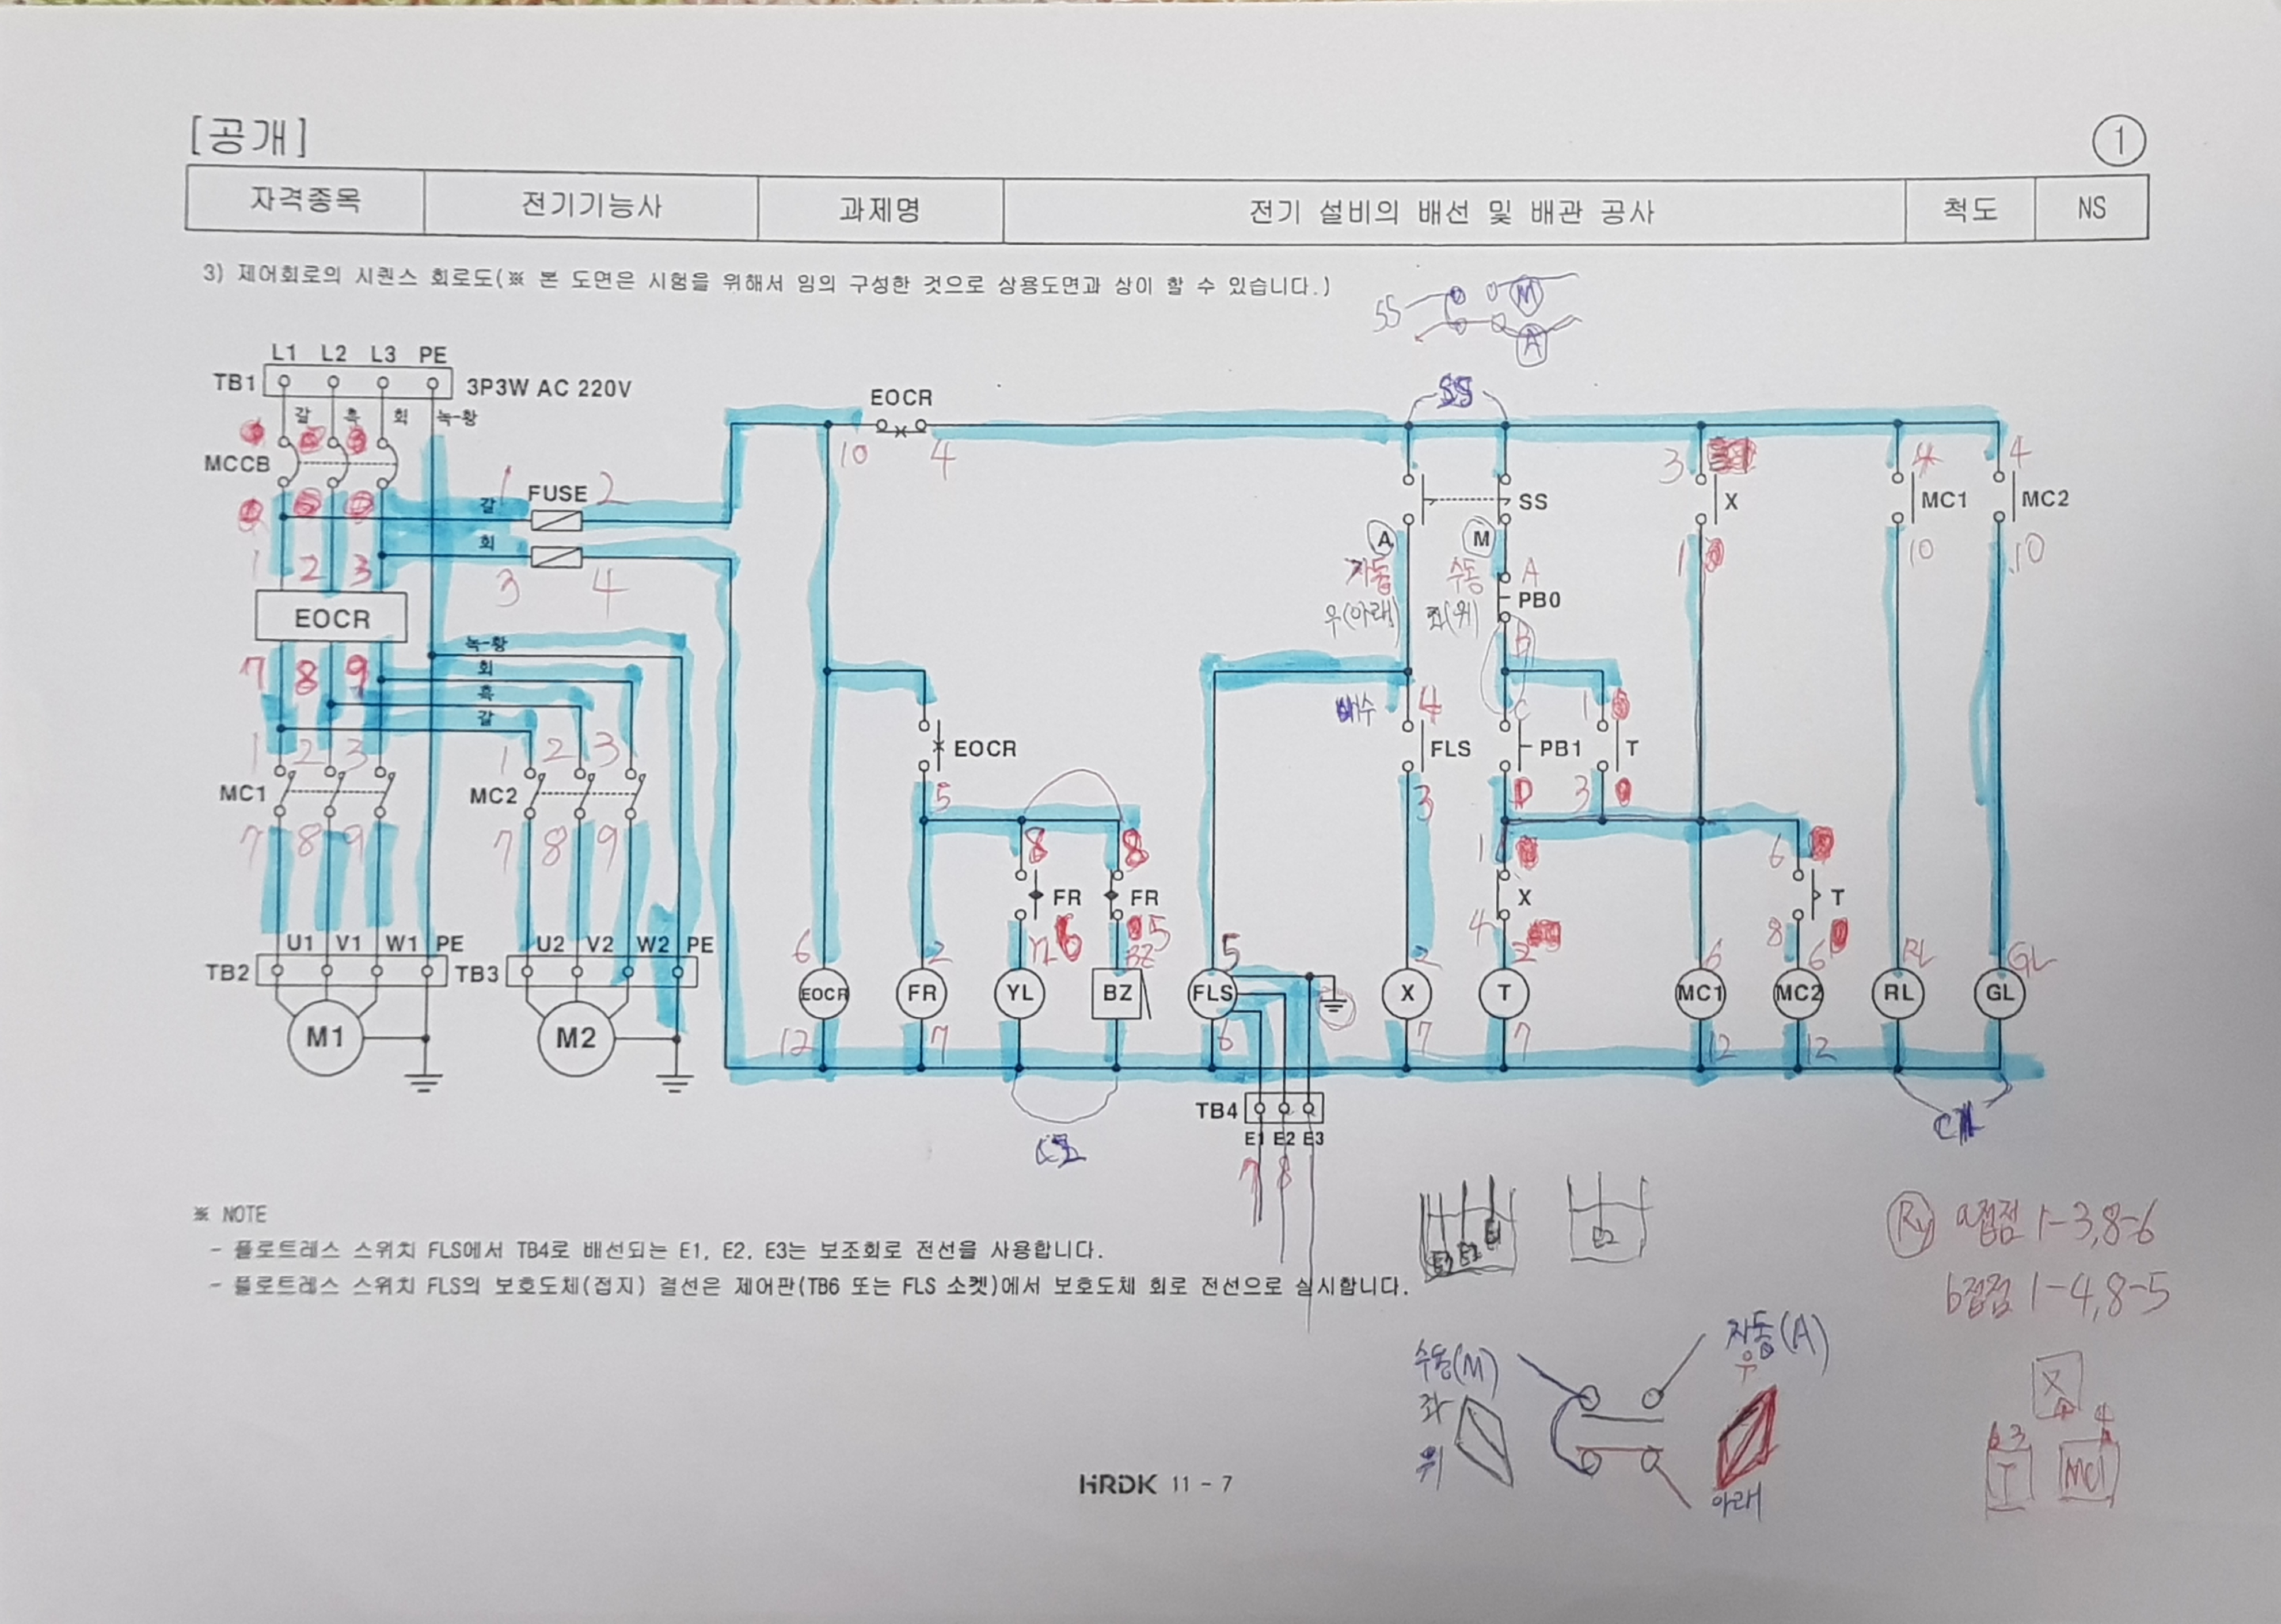 [공개]
1
자격종목 전기기능사 과제명 전기 설비의 배선 및 배관 공사 척도 NS
3) 제어회로의 시퀀스 회로도(※ 본 도면은 시험을 위해서 임의 구성한 것으로 상용도면과 상이 할 수 있습니다.)
SS M
A
L1 L2 L3 PE
TB1 3P3W AC 220V
갈 흑 회 녹-황
SS
EOCR
10 4
MCCB
갈 1 FUSE 2
회
3 4
1 2 3
EOCR
3 4 4
SS X MC1 MC2
A M
자동 수동 A
우(아래) 좌(위) PB0
B
1 10 10
녹-황
회
흑
갈
7 8 9
배수 4 C 1
EOCR FLS PB1 T
5 3 D 3
1 2 3 1 2 3
MC1 MC2
7 8 9 7 8 9
8 8 1 6
FR FR X T
YL 6 BZ 5 4 8
U1 V1 W1 PE U2 V2 W2 PE
TB2 TB3
6 2 5 2 2 6 6 RL GL
EOCR FR YL BZ FLS X T MC1 MC2 RL GL
M1 M2
12 7 6 7 7 12 12
TB4
E1 E2 E3
7 8
※ NOTE
- 플로트레스 스위치 FLS에서 TB4로 배선되는 E1, E2, E3는 보조회로 전선을 사용합니다.
- 플로트레스 스위치 FLS의 보호도체(접지) 결선은 제어판(TB6 또는 FLS 소켓)에서 보호도체 회로 전선으로 실시합니다.
E3 E2 E1
E2
Ry a접점 1-3, 8-6
b접점 1-4, 8-5
수동(M)
좌
위
자동(A)
우
아래
X
4 4
6 3
T MC1
HRDK 11 - 7